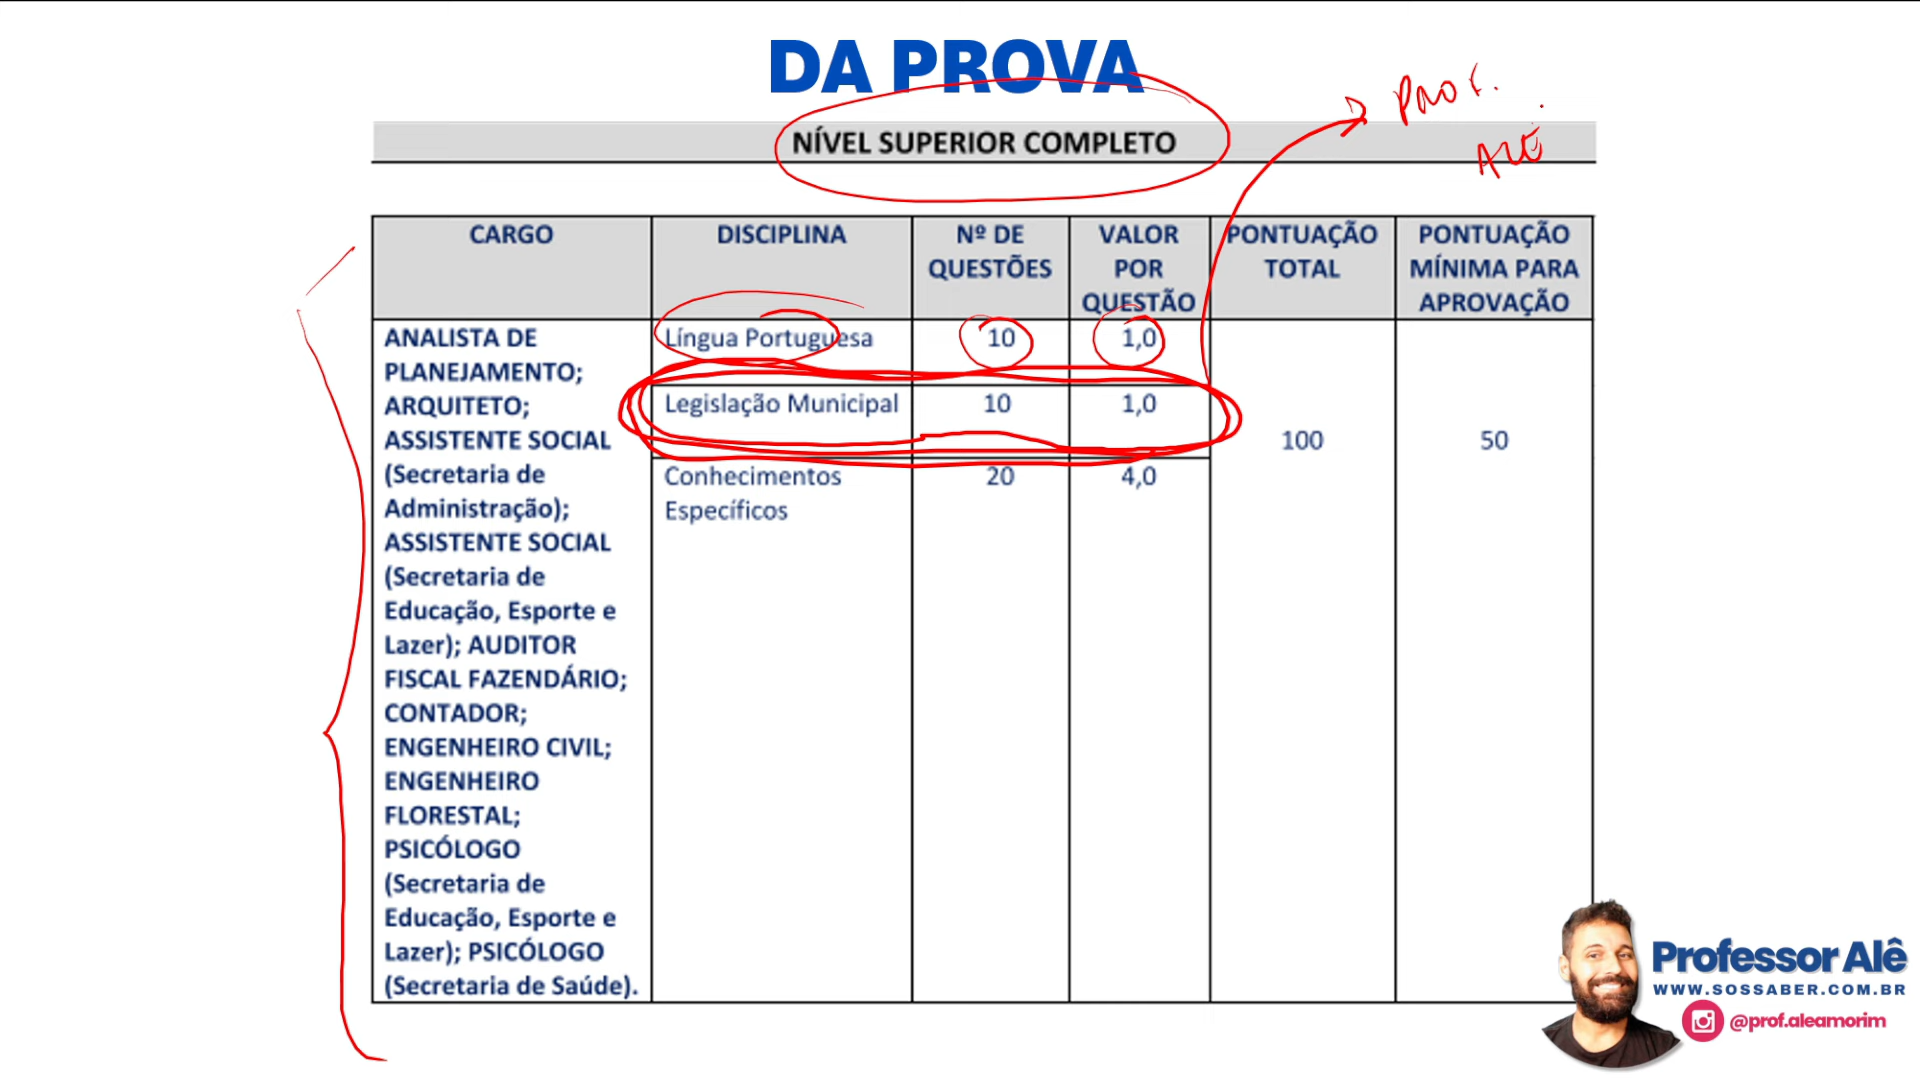 DA PROVA
Prof.
Alê
NÍVEL SUPERIOR COMPLETO
CARGO
DISCIPLINA
Nº DE
QUESTÕES
VALOR
POR
QUESTÃO
PONTUAÇÃO
TOTAL
PONTUAÇÃO
MÍNIMA PARA
APROVAÇÃO
ANALISTA DE
PLANEJAMENTO;
ARQUITETO;
ASSISTENTE SOCIAL
(Secretaria de
Administração);
ASSISTENTE SOCIAL
(Secretaria de
Educação, Esporte e
Lazer); AUDITOR
FISCAL FAZENDÁRIO;
CONTADOR;
ENGENHEIRO CIVIL;
ENGENHEIRO
FLORESTAL;
PSICÓLOGO
(Secretaria de
Educação, Esporte e
Lazer); PSICÓLOGO
(Secretaria de Saúde).
Língua Portuguesa
10
1,0
Legislação Municipal
10
1,0
Conhecimentos
Específicos
20
4,0
100
50
Professor Alê
WWW.SOSSABER.COM.BR
@prof.aleamorim